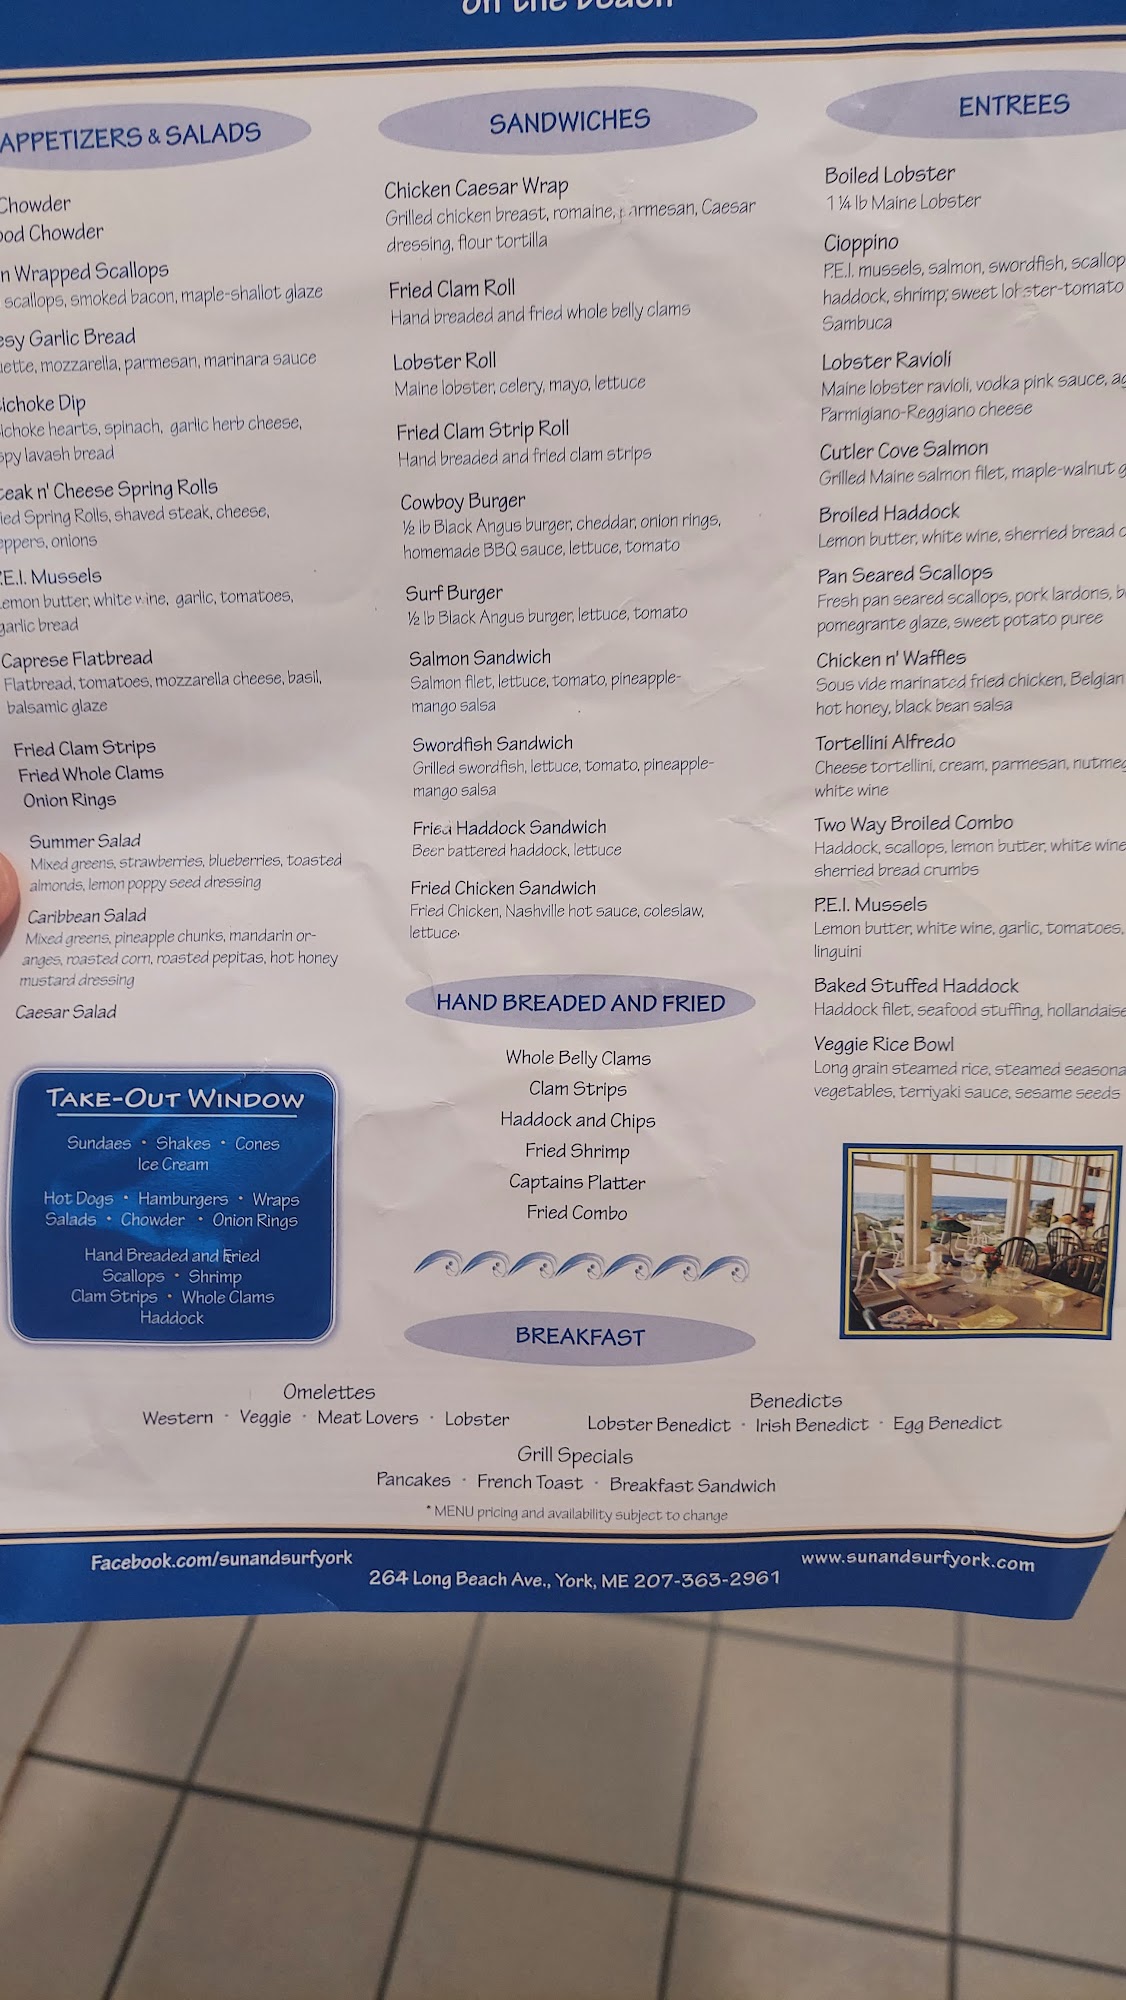 on the beach
APPETIZERS & SALADS
Chowder
ood Chowder
n Wrapped Scallops
scallops, smoked bacon, maple-shallot glaze
esy Garlic Bread
uette, mozzarella, parmesan, marinara sauce
ichoke Dip
ichoke hearts, spinach, garlic herb cheese,
spy lavash bread
teak n' Cheese Spring Rolls
ied Spring Rolls, shaved steak, cheese,
eppers, onions
P.E.I. Mussels
Lemon butter, white wine, garlic, tomatoes,
garlic bread
Caprese Flatbread
Flatbread, tomatoes, mozzarella cheese, basil,
balsamic glaze
Fried Clam Strips
Fried Whole Clams
Onion Rings
Summer Salad
Mixed greens, strawberries, blueberries, toasted
almonds, lemon poppy seed dressing
Caribbean Salad
Mixed greens, pineapple chunks, mandarin or-
anges, roasted corn, roasted pepitas, hot honey
mustard dressing
Caesar Salad
TAKE-OUT WINDOW
Sundaes • Shakes • Cones
Ice Cream
Hot Dogs • Hamburgers • Wraps
Salads • Chowder • Onion Rings
Hand Breaded and Fried
Scallops • Shrimp
Clam Strips • Whole Clams
Haddock
SANDWICHES
Chicken Caesar Wrap
Grilled chicken breast, romaine, parmesan, Caesar
dressing, flour tortilla
Fried Clam Roll
Hand breaded and fried whole belly clams
Lobster Roll
Maine lobster, celery, mayo, lettuce
Fried Clam Strip Roll
Hand breaded and fried clam strips
Cowboy Burger
½ lb Black Angus burger, cheddar, onion rings,
homemade BBQ sauce, lettuce, tomato
Surf Burger
½ lb Black Angus burger, lettuce, tomato
Salmon Sandwich
Salmon filet, lettuce, tomato, pineapple-
mango salsa
Swordfish Sandwich
Grilled swordfish, lettuce, tomato, pineapple-
mango salsa
Fried Haddock Sandwich
Beer battered haddock, lettuce
Fried Chicken Sandwich
Fried Chicken, Nashville hot sauce, coleslaw,
lettuce
HAND BREADED AND FRIED
Whole Belly Clams
Clam Strips
Haddock and Chips
Fried Shrimp
Captains Platter
Fried Combo
ENTREES
Boiled Lobster
1 ¼ lb Maine Lobster
Cioppino
P.E.I. mussels, salmon, swordfish, scallop
haddock, shrimp, sweet lobster-tomato
Sambuca
Lobster Ravioli
Maine lobster ravioli, vodka pink sauce, ag
Parmigiano-Reggiano cheese
Cutler Cove Salmon
Grilled Maine salmon filet, maple-walnut g
Broiled Haddock
Lemon butter, white wine, sherried bread c
Pan Seared Scallops
Fresh pan seared scallops, pork lardons, b
pomegrante glaze, sweet potato puree
Chicken n' Waffles
Sous vide marinated fried chicken, Belgian
hot honey, black bean salsa
Tortellini Alfredo
Cheese tortellini, cream, parmesan, nutmeg
white wine
Two Way Broiled Combo
Haddock, scallops, lemon butter, white wine
sherried bread crumbs
P.E.I. Mussels
Lemon butter, white wine, garlic, tomatoes,
linguini
Baked Stuffed Haddock
Haddock filet, seafood stuffing, hollandaise
Veggie Rice Bowl
Long grain steamed rice, steamed seasona
vegetables, terriyaki sauce, sesame seeds
BREAKFAST
Omelettes
Western • Veggie • Meat Lovers • Lobster
Benedicts
Lobster Benedict • Irish Benedict • Egg Benedict
Grill Specials
Pancakes • French Toast • Breakfast Sandwich
* MENU pricing and availability subject to change
Facebook.com/sunandsurfyork
264 Long Beach Ave., York, ME 207-363-2961
www.sunandsurfyork.com